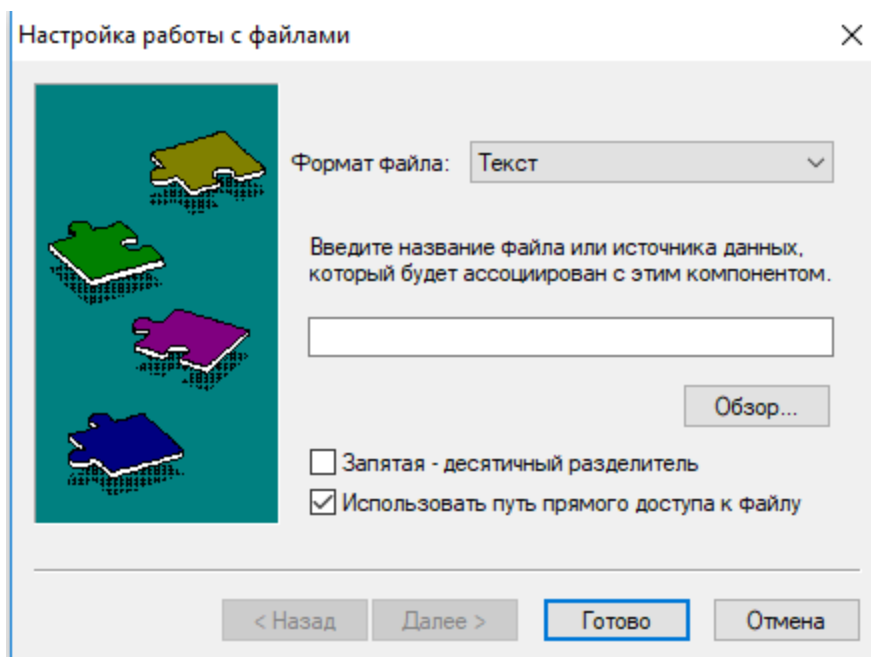 Настройка работы с файлами
Формат файла: Текст
Введите название файла или источника данных,
который будет ассоциирован с этим компонентом.
Обзор...
Запятая - десятичный разделитель
Использовать путь прямого доступа к файлу
< Назад Далее > Готово Отмена